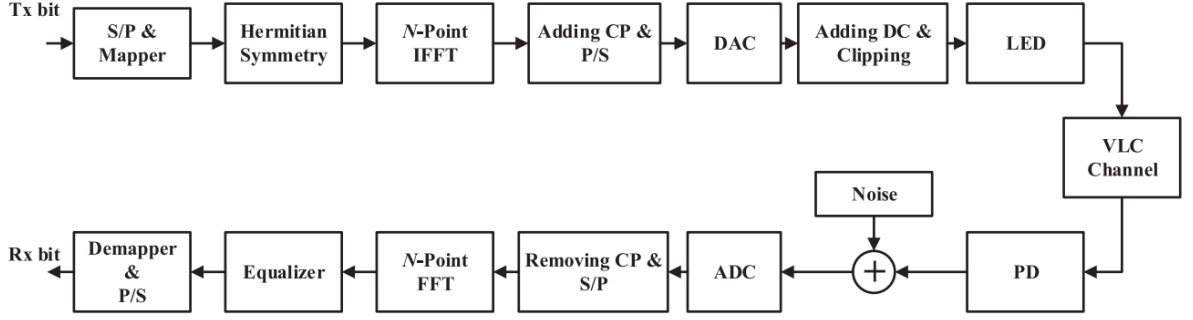 Tx bit
S/P &
Mapper
Hermitian
Symmetry
N-Point
IFFT
Adding CP &
P/S
DAC
Adding DC &
Clipping
LED
VLC
Channel
Noise
Rx bit
Demapper
&
P/S
Equalizer
N-Point
FFT
Removing CP &
S/P
ADC
+
PD